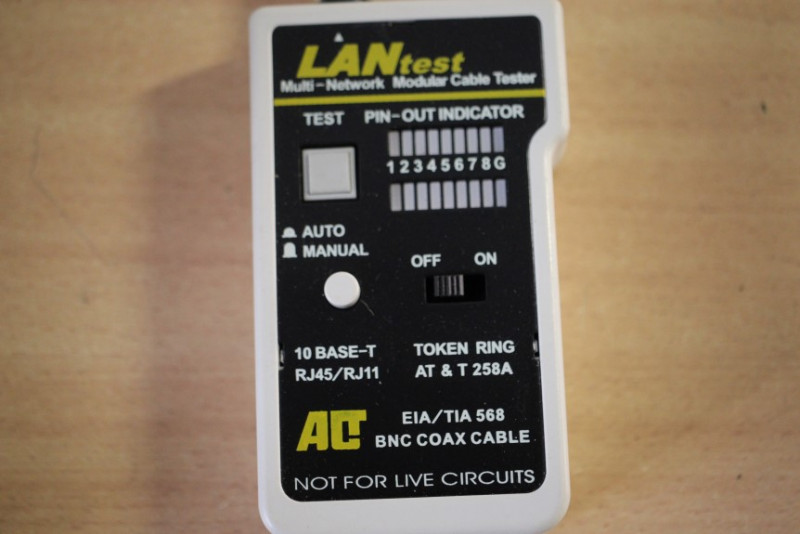 LANtest
Multi-Network Modular Cable Tester
TEST PIN-OUT INDICATOR
12345678G
AUTO
MANUAL
OFF ON
10 BASE-T TOKEN RING
RJ45/RJ11 AT & T 258A
ACT EIA/TIA 568
BNC COAX CABLE
NOT FOR LIVE CIRCUITS